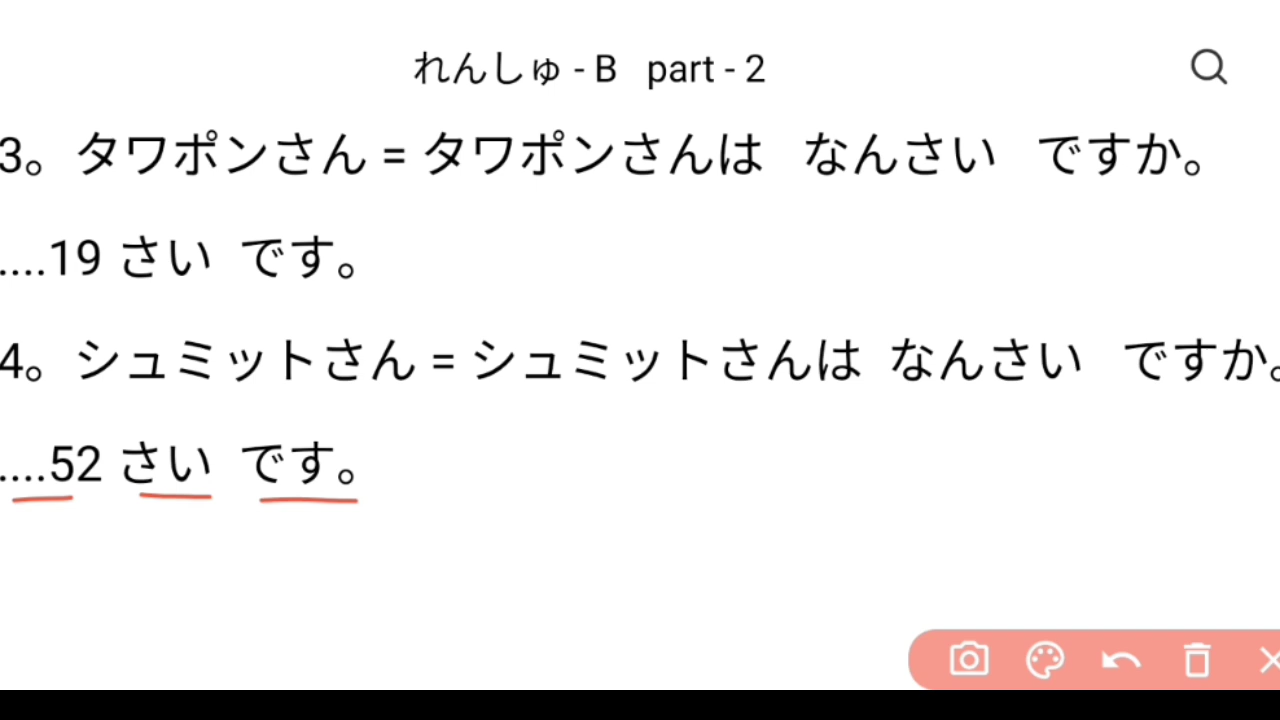 れんしゅ - B part - 2
3。タワポンさん = タワポンさんは なんさい ですか。
....19 さい です。
4。シュミットさん = シュミットさんは なんさい ですか。
....52 さい です。